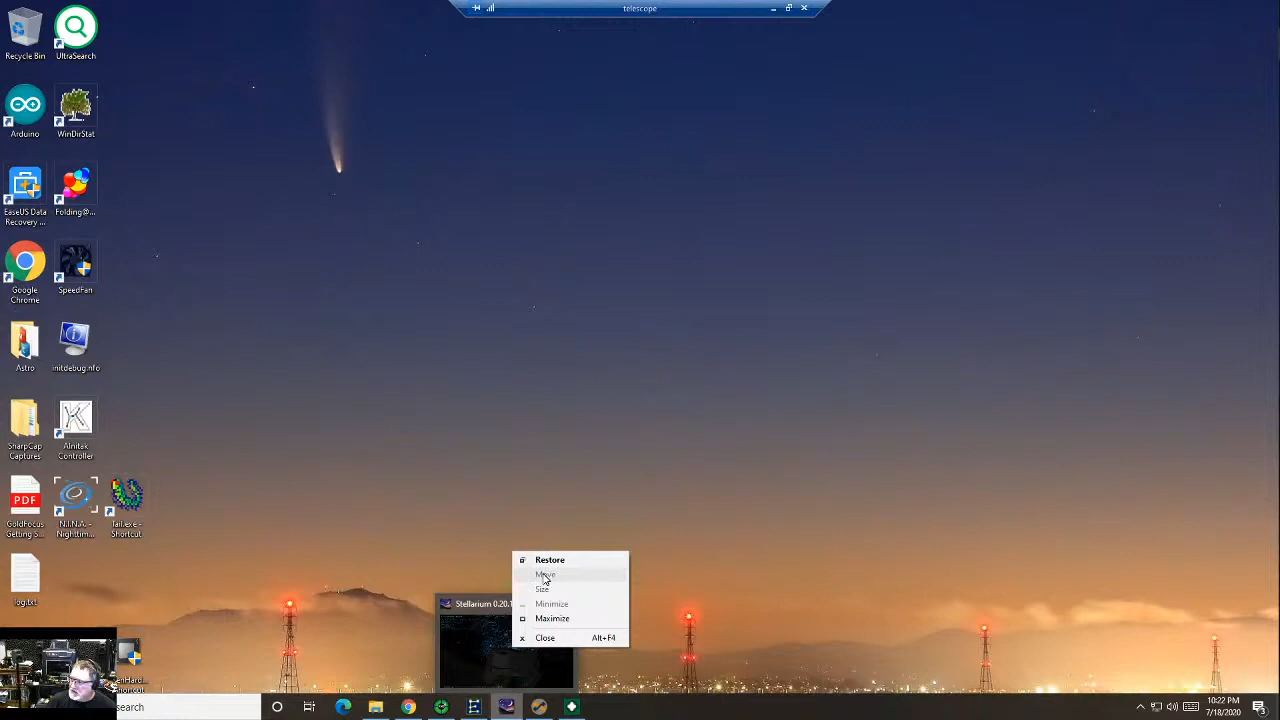 telescope
Recycle Bin
UltraSearch
Arduino
WinDirStat
EaseUS Data
Recovery ...
Folding@...
Google
Chrome
SpeedFan
Astro
initdebug.nfo
SharpCap
Captures
Alnitak
Controller
PDF
GoldFocus
Getting S...
N.I.N.A. -
Nighttim...
Tail.exe -
Shortcut
log.txt
Restore
Move
Size
Minimize
Maximize
Close Alt+F4
Stellarium 0.20.
search
10:22 PM
7/18/2020